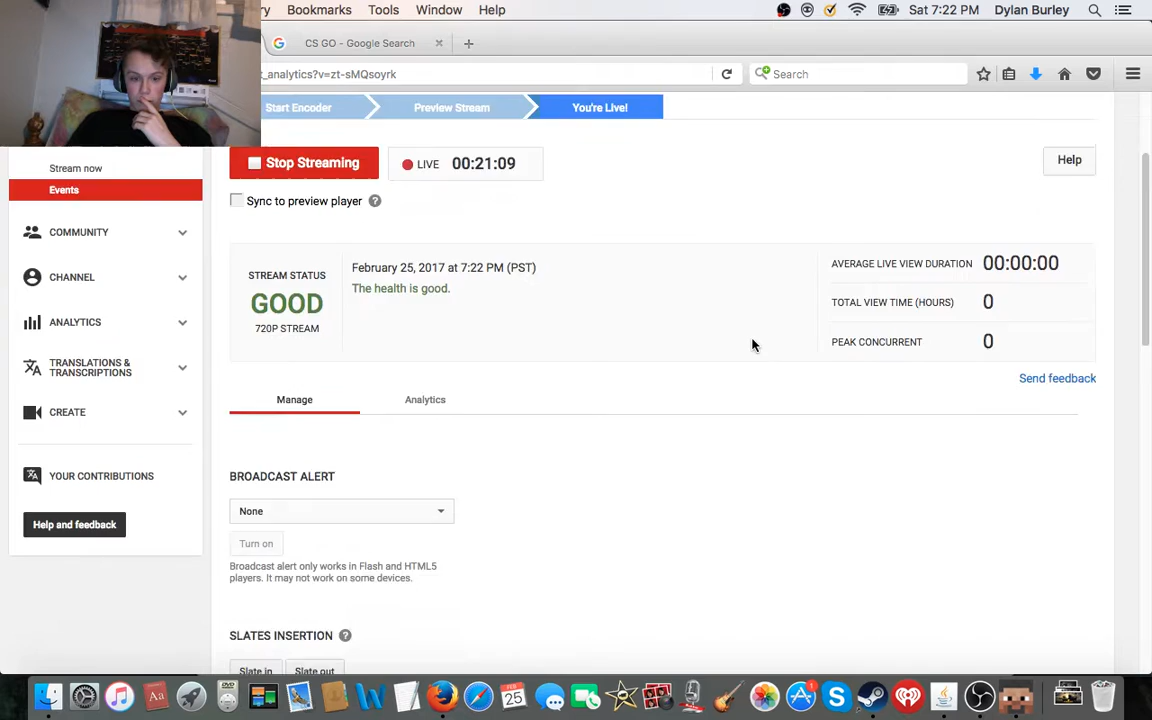 Bookmarks Tools Window Help Sat 7:22 PM Dylan Burley
CS GO - Google Search
_analytics?v=zt-sMQsoyrk Search
Start Encoder Preview Stream You're Live!
Stop Streaming LIVE 00:21:09 Help
Stream now
Events
Sync to preview player ?
COMMUNITY
CHANNEL
ANALYTICS
TRANSLATIONS &
TRANSCRIPTIONS
CREATE
YOUR CONTRIBUTIONS
Help and feedback
STREAM STATUS
GOOD
720P STREAM
February 25, 2017 at 7:22 PM (PST)
The health is good.
AVERAGE LIVE VIEW DURATION 00:00:00
TOTAL VIEW TIME (HOURS) 0
PEAK CONCURRENT 0
Send feedback
Manage Analytics
BROADCAST ALERT
None
Turn on
Broadcast alert only works in Flash and HTML5
players. It may not work on some devices.
SLATES INSERTION ?
Slate in Slate out